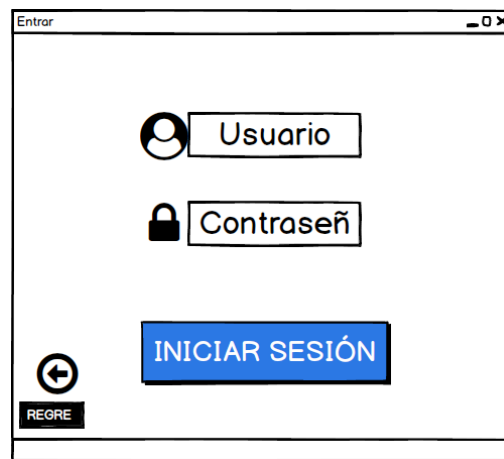 Entrar
Usuario
Contraseñ
INICIAR SESIÓN
REGRE